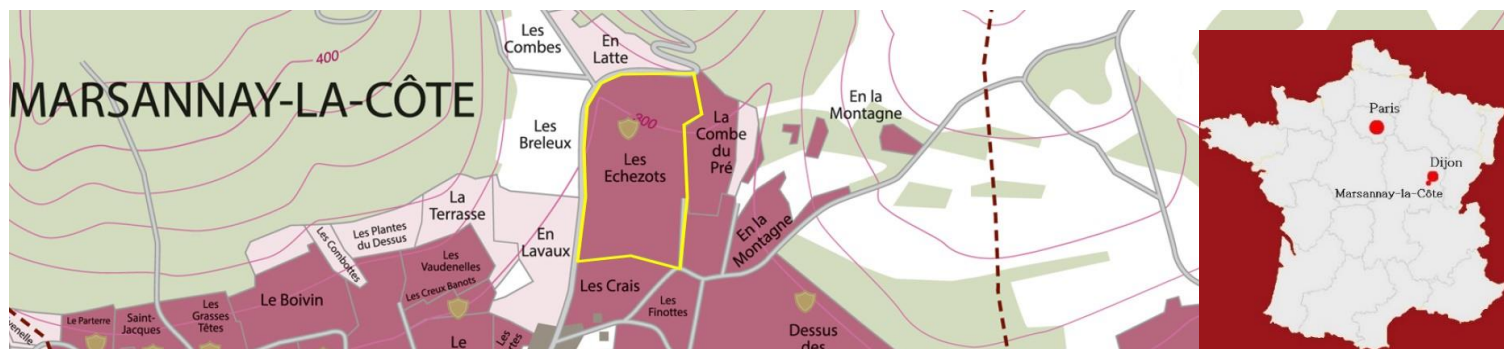 Les
Combes
En
Latte
400
MARSANNAY-LA-CÔTE
Les
Breleux
300
Les
Echezots
La
Combe
du
Pré
En la
Montagne
La
Terrasse
Les Plantes
du Dessus
Les Combottes
En
Lavaux
En la
Montagne
Les
Vaudenelles
Les Creux Banots
Le Boivin
Les Crais
Les
Finottes
Les
Grasses
Têtes
Saint-
Jacques
Le Parterre
Le
Les
Dessus
des
Paris
Dijon
Marsannay-la-Côte